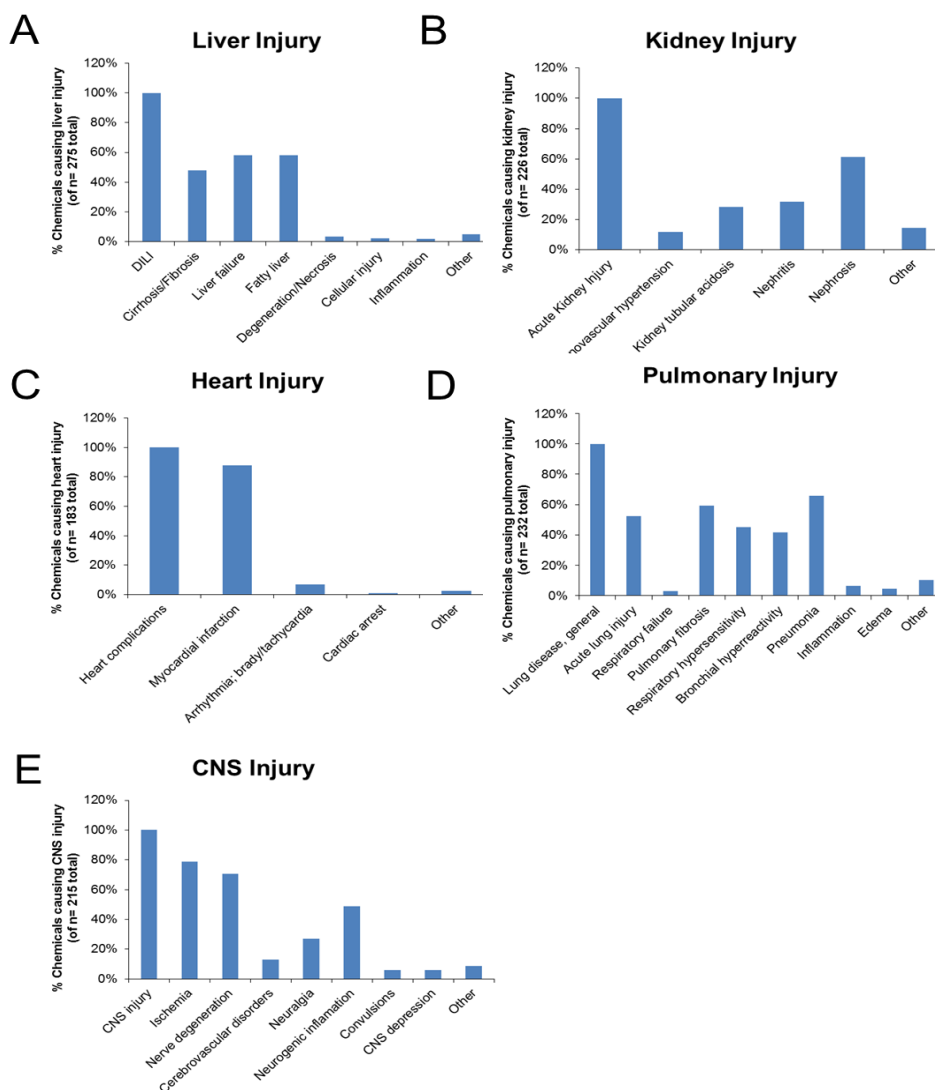 A
Liver Injury
% Chemicals causing liver injury
(of n= 275 total)
120%
100%
80%
60%
40%
20%
0%
DILI
Cirrhosis/Fibrosis
Liver failure
Fatty liver
Degeneration/Necrosis
Cellular injury
Inflammation
Other
B
Kidney Injury
% Chemicals causing kidney injury
(of n= 226 total)
120%
100%
80%
60%
40%
20%
0%
Acute Kidney Injury
novascular hypertension
Kidney tubular acidosis
Nephritis
Nephrosis
Other
C
Heart Injury
% Chemicals causing heart injury
(of n= 183 total)
120%
100%
80%
60%
40%
20%
0%
Heart complications
Myocardial infarction
Arrhythmia; brady/tachycardia
Cardiac arrest
Other
D
Pulmonary Injury
% Chemicals causing pulmonary injury
(of n= 232 total)
120%
100%
80%
60%
40%
20%
0%
Lung disease, general
Acute lung injury
Respiratory failure
Pulmonary fibrosis
Respiratory hypersensitivity
Bronchial hyperreactivity
Pneumonia
Inflammation
Edema
Other
E
CNS Injury
% Chemicals causing CNS injury
(of n= 215 total)
120%
100%
80%
60%
40%
20%
0%
CNS injury
Ischemia
Nerve degeneration
Cerebrovascular disorders
Neuralgia
Neurogenic inflamation
Convulsions
CNS depression
Other